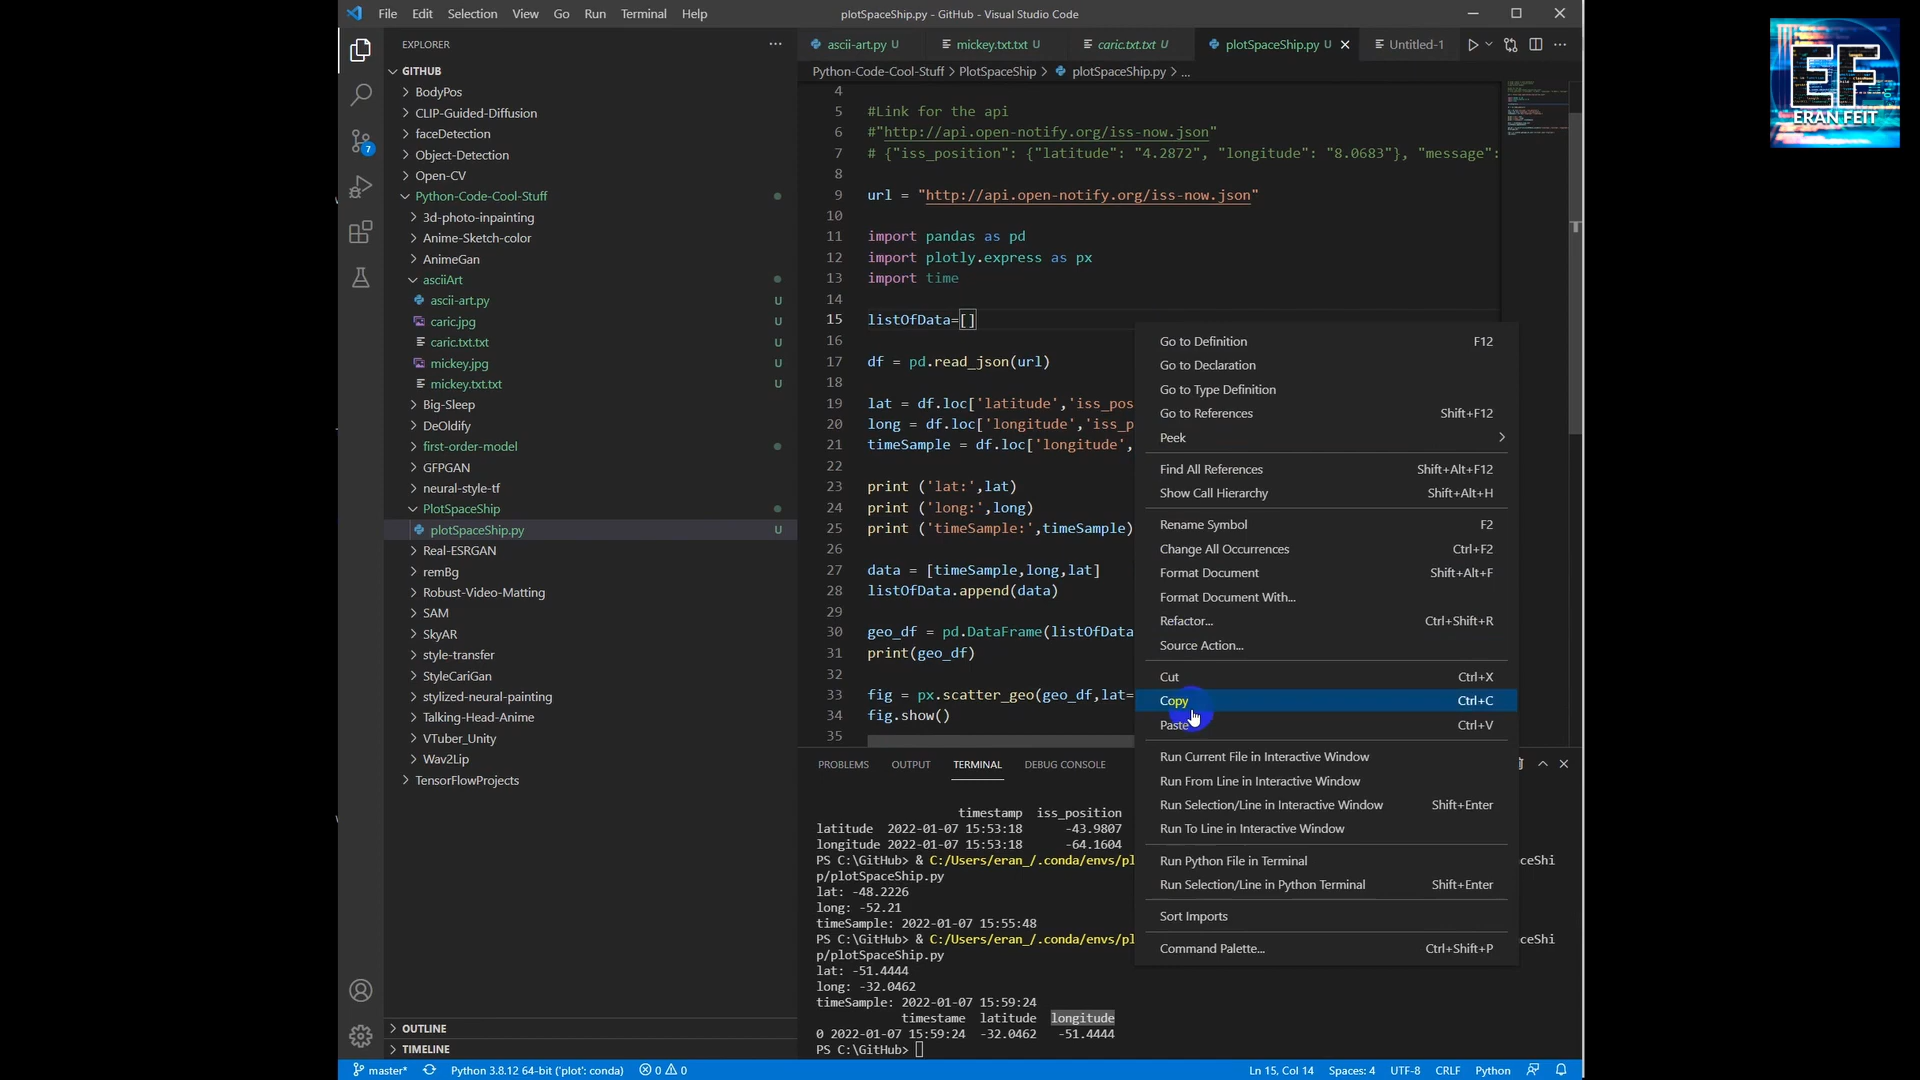 File Edit Selection View Go Run Terminal Help
plotSpaceShip.py - GitHub - Visual Studio Code
EXPLORER
GITHUB
BodyPos
CLIP-Guided-Diffusion
faceDetection
Object-Detection
Open-CV
Python-Code-Cool-Stuff
3d-photo-inpainting
Anime-Sketch-color
AnimeGan
asciiArt
ascii-art.py U
caric.jpg U
caric.txt.txt U
mickey.jpg U
mickey.txt.txt U
Big-Sleep
DeOldify
first-order-model
GFPGAN
neural-style-tf
PlotSpaceShip
plotSpaceShip.py U
Real-ESRGAN
remBg
Robust-Video-Matting
SAM
SkyAR
style-transfer
StyleCariGan
stylized-neural-painting
Talking-Head-Anime
VTuber_Unity
Wav2Lip
TensorFlowProjects
OUTLINE
TIMELINE
7
ascii-art.py U mickey.txt.txt U caric.txt.txt U plotSpaceShip.py U Untitled-1
Python-Code-Cool-Stuff > PlotSpaceShip > plotSpaceShip.py > ...
4
5 #Link for the api
6 #"http://api.open-notify.org/iss-now.json"
7 # {"iss_position": {"latitude": "4.2872", "longitude": "8.0683"}, "message":
8
9 url = "http://api.open-notify.org/iss-now.json"
10
11 import pandas as pd
12 import plotly.express as px
13 import time
14
15 listOfData=[]
16
17 df = pd.read_json(url)
18
19 lat = df.loc['latitude','iss_pos
20 long = df.loc['longitude','iss_p
21 timeSample = df.loc['longitude',
22
23 print ('lat:',lat)
24 print ('long:',long)
25 print ('timeSample:',timeSample)
26
27 data = [timeSample,long,lat]
28 listOfData.append(data)
29
30 geo_df = pd.DataFrame(listOfData
31 print(geo_df)
32
33 fig = px.scatter_geo(geo_df,lat=
34 fig.show()
35
Go to Definition F12
Go to Declaration
Go to Type Definition
Go to References Shift+F12
Peek
Find All References Shift+Alt+F12
Show Call Hierarchy Shift+Alt+H
Rename Symbol F2
Change All Occurrences Ctrl+F2
Format Document Shift+Alt+F
Format Document With...
Refactor... Ctrl+Shift+R
Source Action...
Cut Ctrl+X
Copy Ctrl+C
Paste Ctrl+V
Run Current File in Interactive Window
Run From Line in Interactive Window
Run Selection/Line in Interactive Window Shift+Enter
Run To Line in Interactive Window
Run Python File in Terminal
Run Selection/Line in Python Terminal Shift+Enter
Sort Imports
Command Palette... Ctrl+Shift+P
PROBLEMS OUTPUT TERMINAL DEBUG CONSOLE
timestamp iss_position
latitude 2022-01-07 15:53:18 -43.9807
longitude 2022-01-07 15:53:18 -64.1604
PS C:\GitHub> & C:/Users/eran_/.conda/envs/pl ceShi
p/plotSpaceShip.py
lat: -48.2226
long: -52.21
timeSample: 2022-01-07 15:55:48
PS C:\GitHub> & C:/Users/eran_/.conda/envs/pl ceShi
p/plotSpaceShip.py
lat: -51.4444
long: -32.0462
timeSample: 2022-01-07 15:59:24
timestame latitude longitude
0 2022-01-07 15:59:24 -32.0462 -51.4444
PS C:\GitHub>
master* Python 3.8.12 64-bit ('plot': conda) 0 0 Ln 15, Col 14 Spaces: 4 UTF-8 CRLF Python
EF
ERAN FEIT